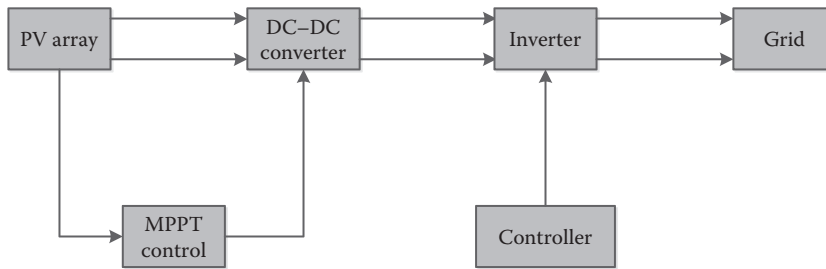 PV array
DC–DC
converter
Inverter
Grid
MPPT
control
Controller